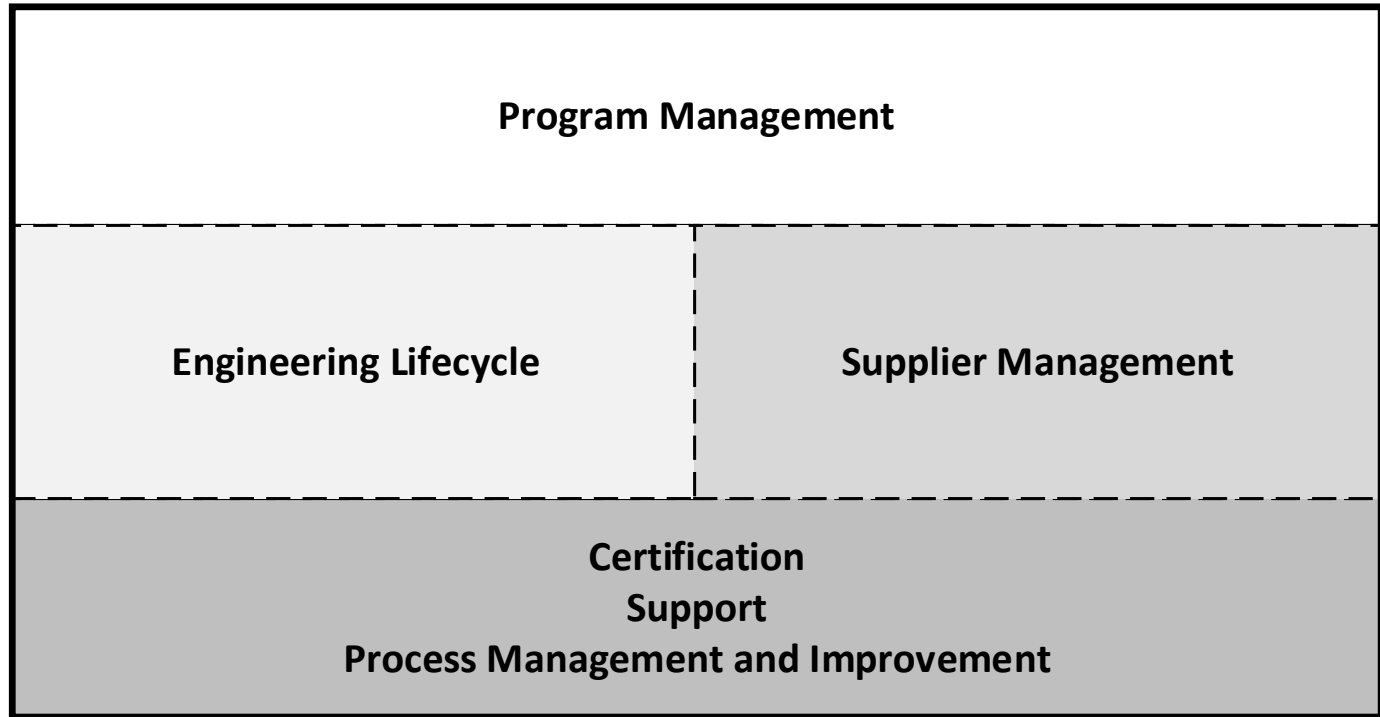 Program Management
Engineering Lifecycle
Supplier Management
Certification
Support
Process Management and Improvement